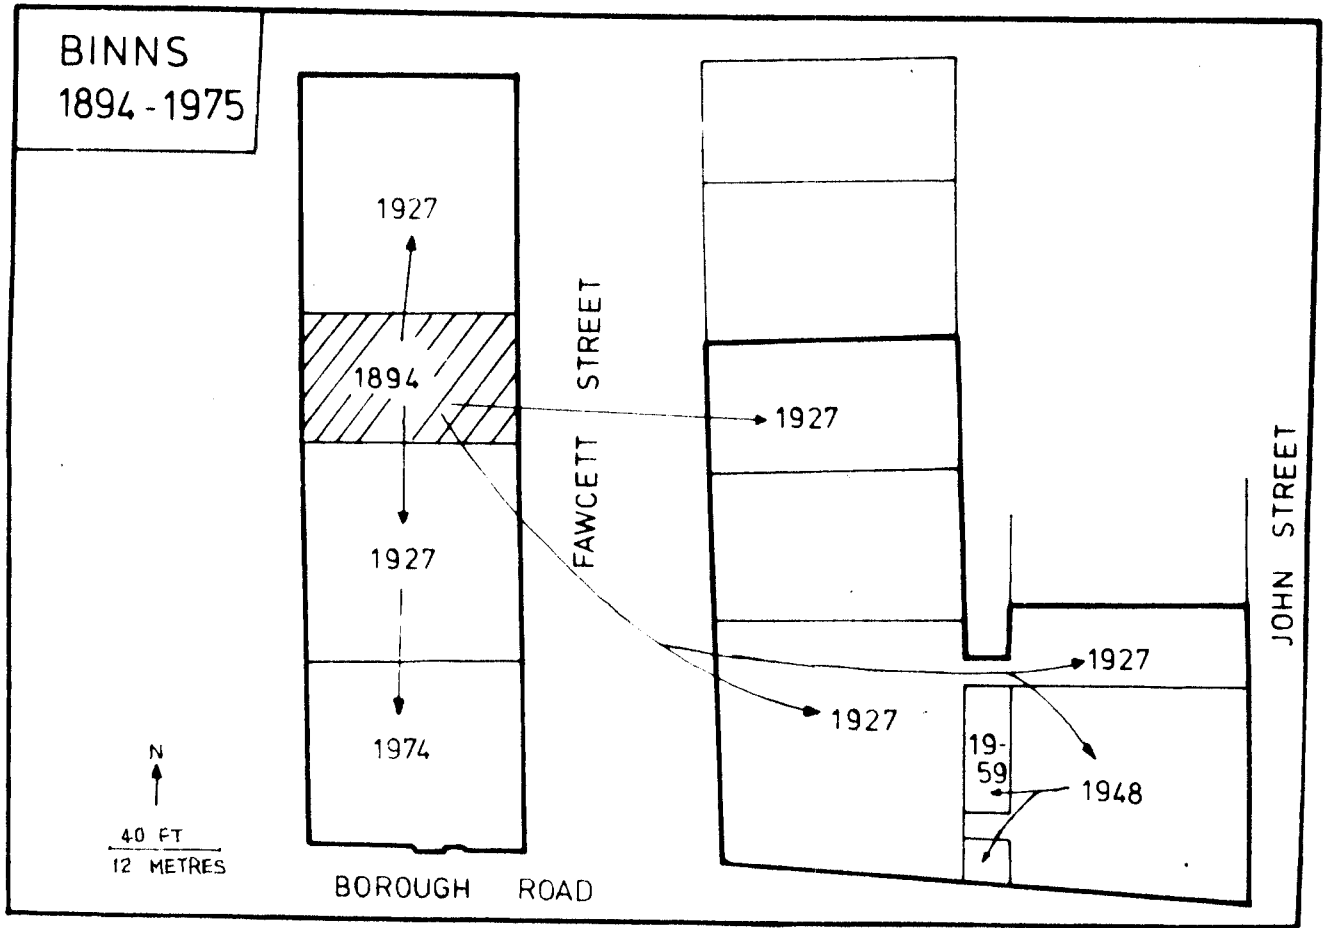 BINNS
1894 - 1975
1927
1894
1927
1974
FAWCETT STREET
1927
1927
1927
19-
59
1948
JOHN STREET
N
40 FT
12 METRES
BOROUGH ROAD